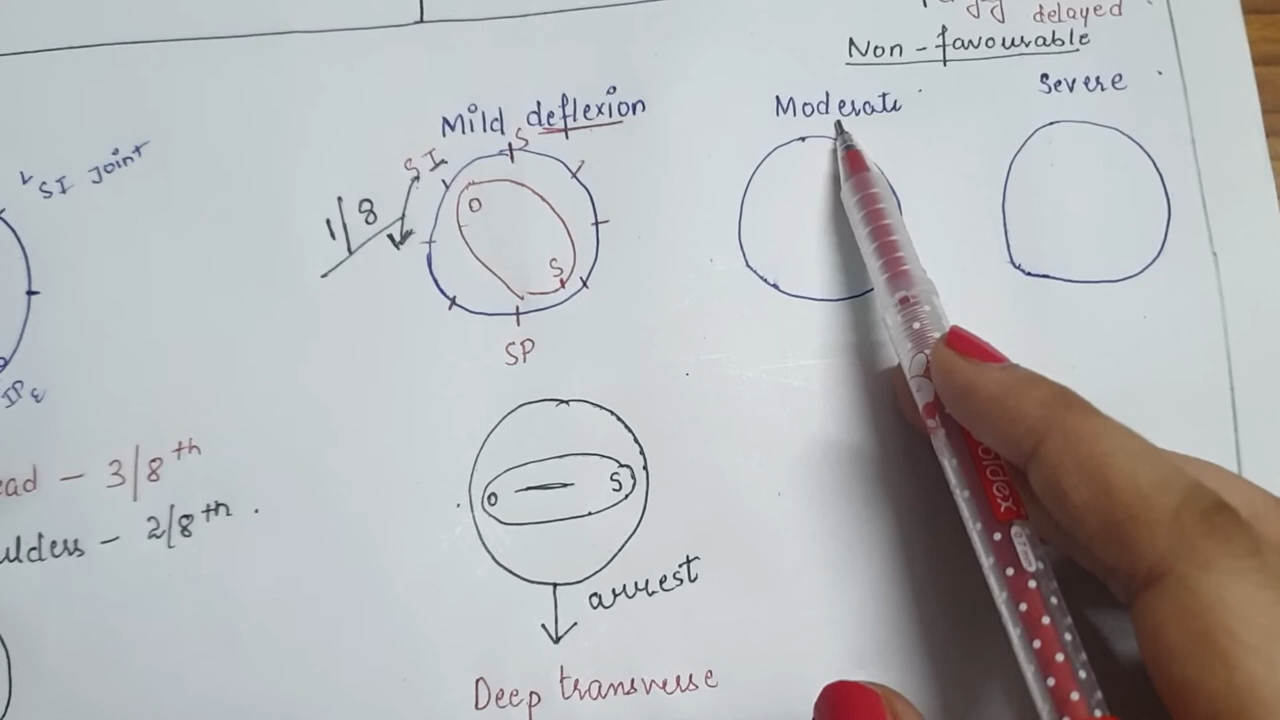 delayed
Non - favourable
Severe
Moderate
Mild deflexion
S
SI
SI Joint
1/8
O
S
SP
ead - 3/8th
ulders - 2/8th.
O
S
arrest
Deep transverse